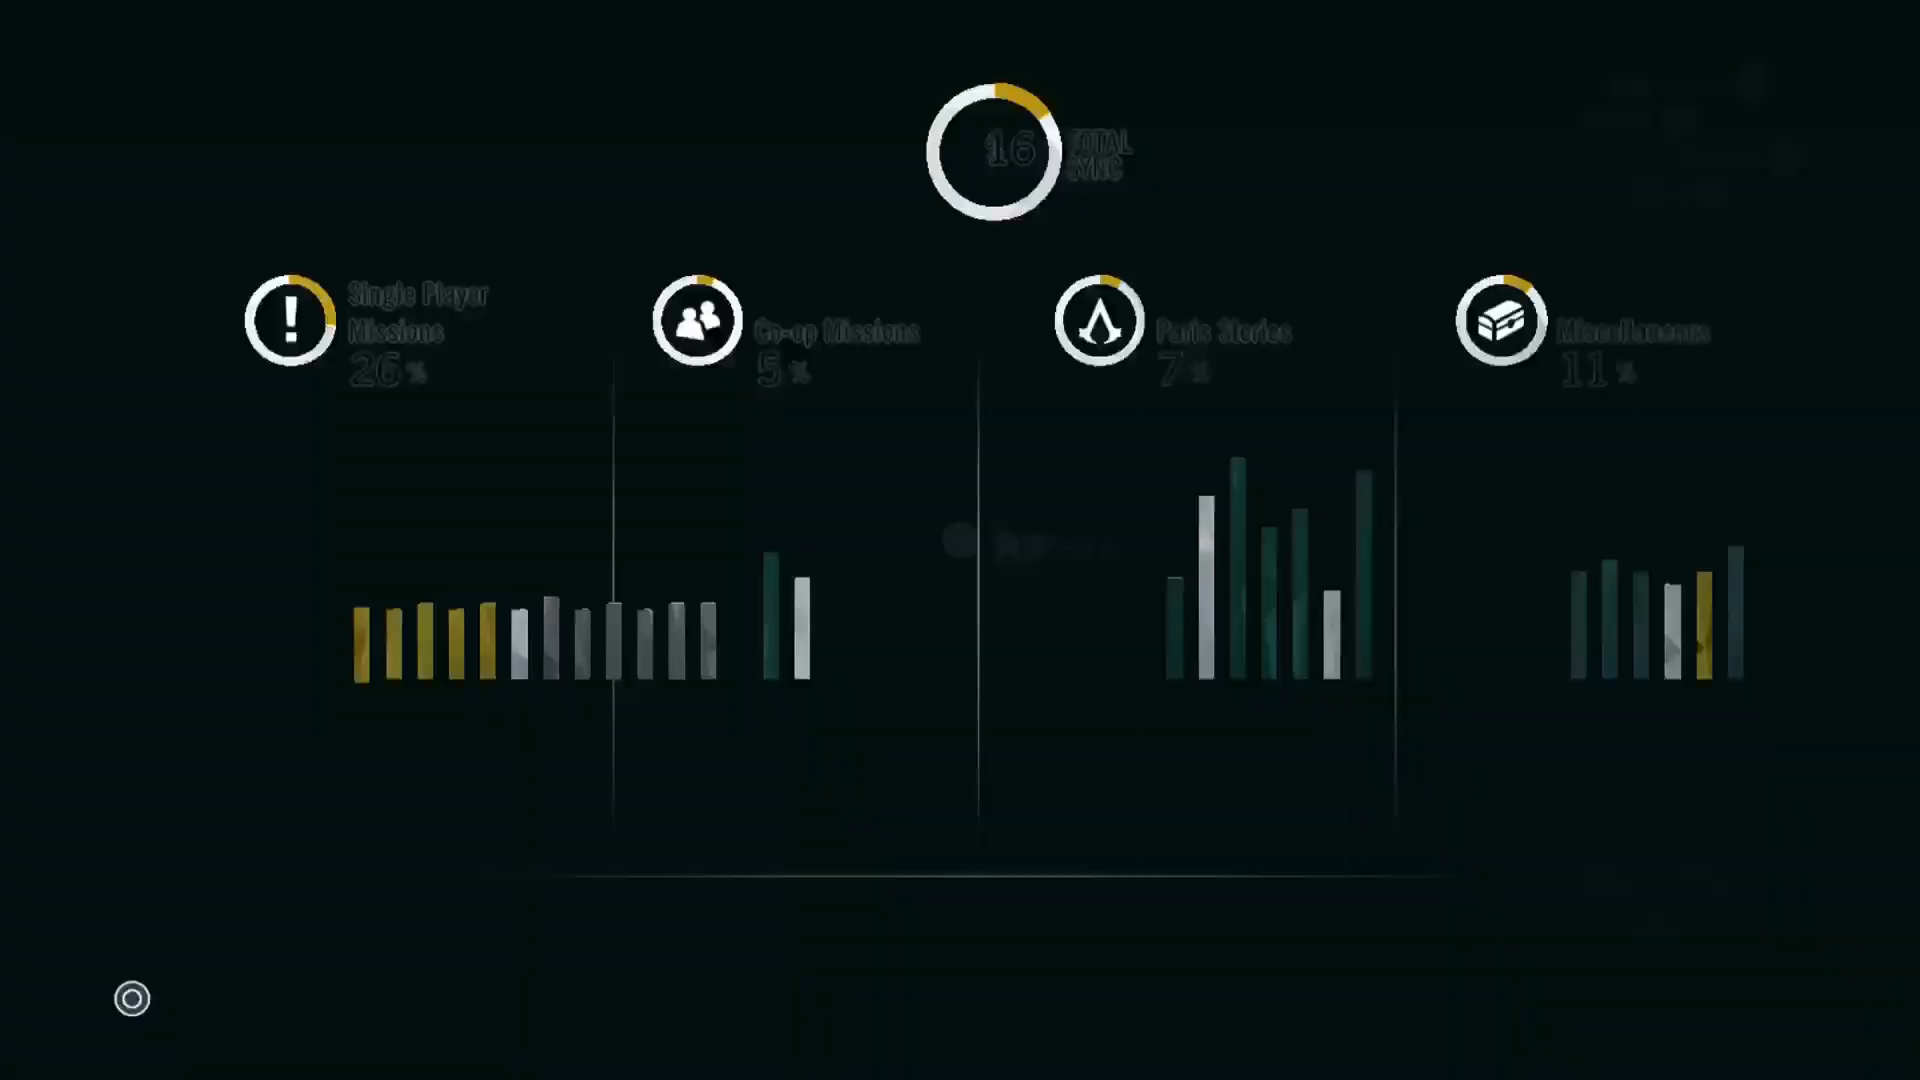 16
TOTAL
SYNC
Single Player
Missions
26 %
Co-op Missions
5 %
Paris Stories
7 %
Miscellaneous
11 %